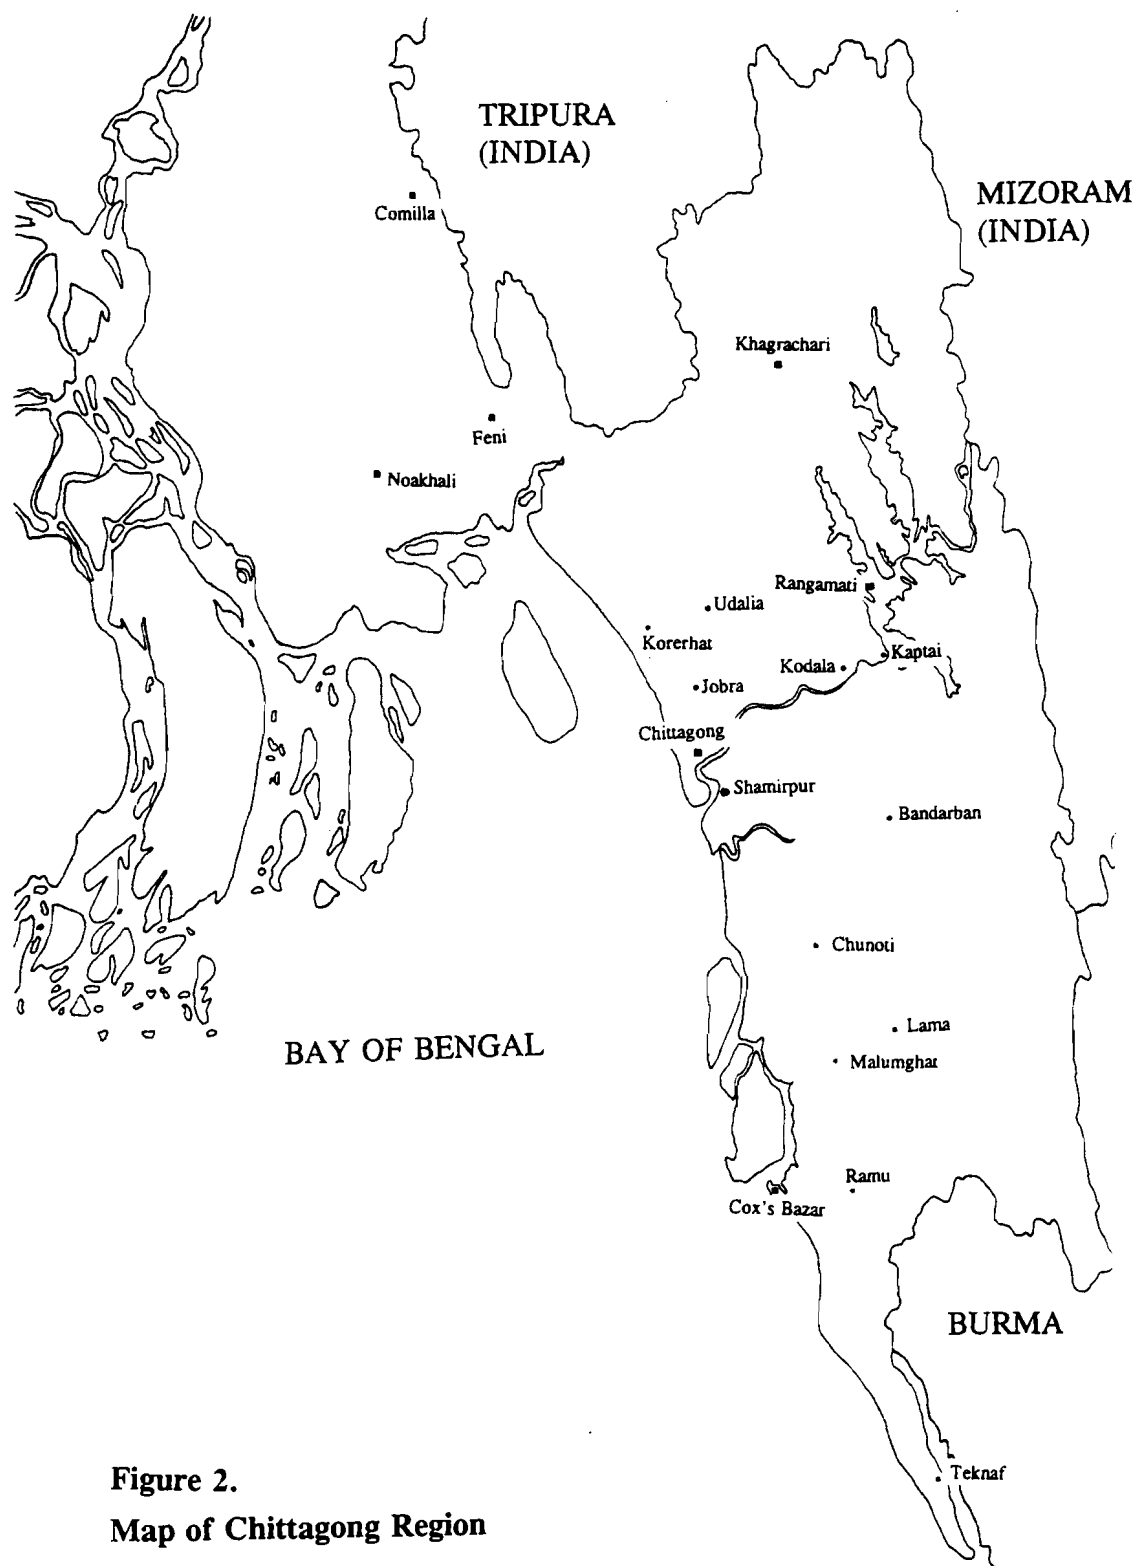 TRIPURA
(INDIA)
MIZORAM
(INDIA)
Comilla
Khagrachari
Feni
Noakhali
Rangamati
Udalia
Korerhat
Kodala
Kaptai
Jobra
Chittagong
Shamirpur
Bandarban
Chunoti
Lama
BAY OF BENGAL
Malumghat
Ramu
Cox's Bazar
BURMA
Teknaf
Figure 2.
Map of Chittagong Region